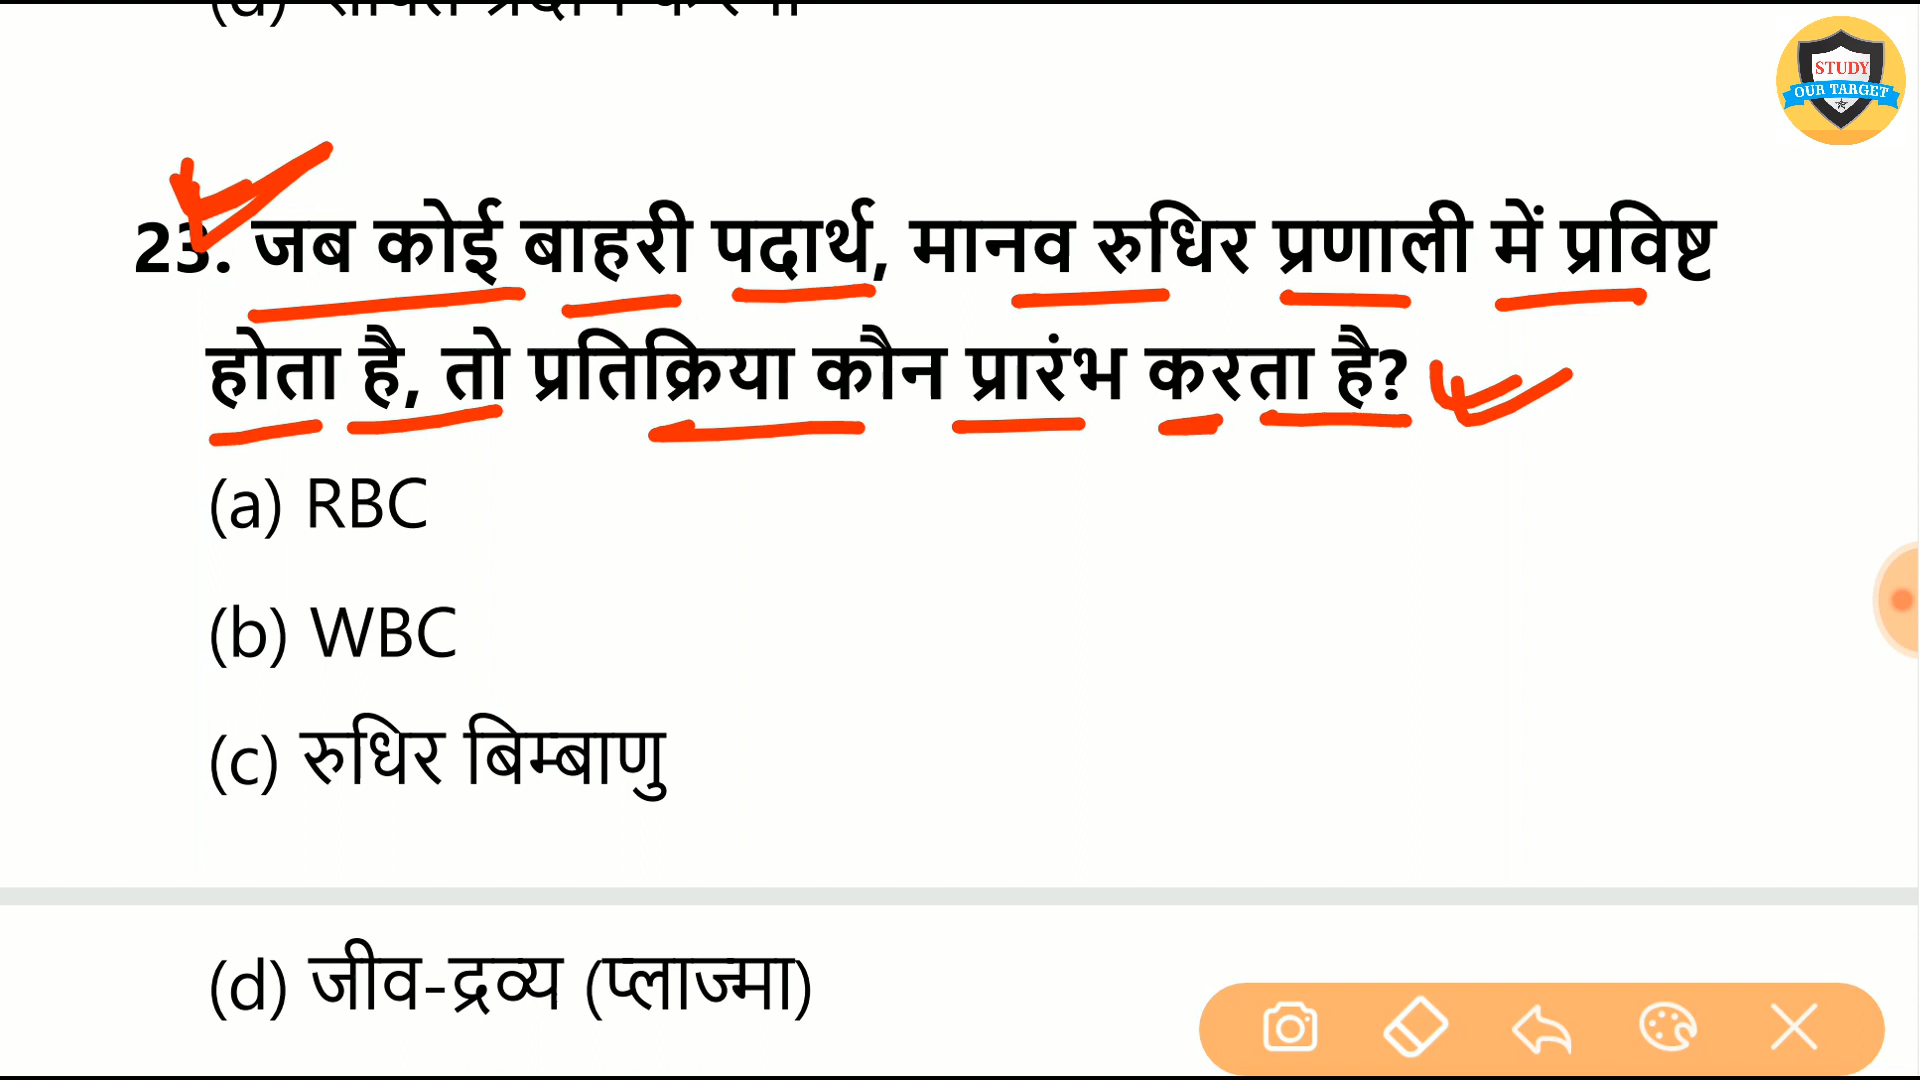 STUDY
OUR TARGET
23. जब कोई बाहरी पदार्थ, मानव रुधिर प्रणाली में प्रविष्ट
होता है, तो प्रतिक्रिया कौन प्रारंभ करता है?
(a) RBC
(b) WBC
(c) रुधिर बिम्बाणु
(d) जीव-द्रव्य (प्लाज्मा)